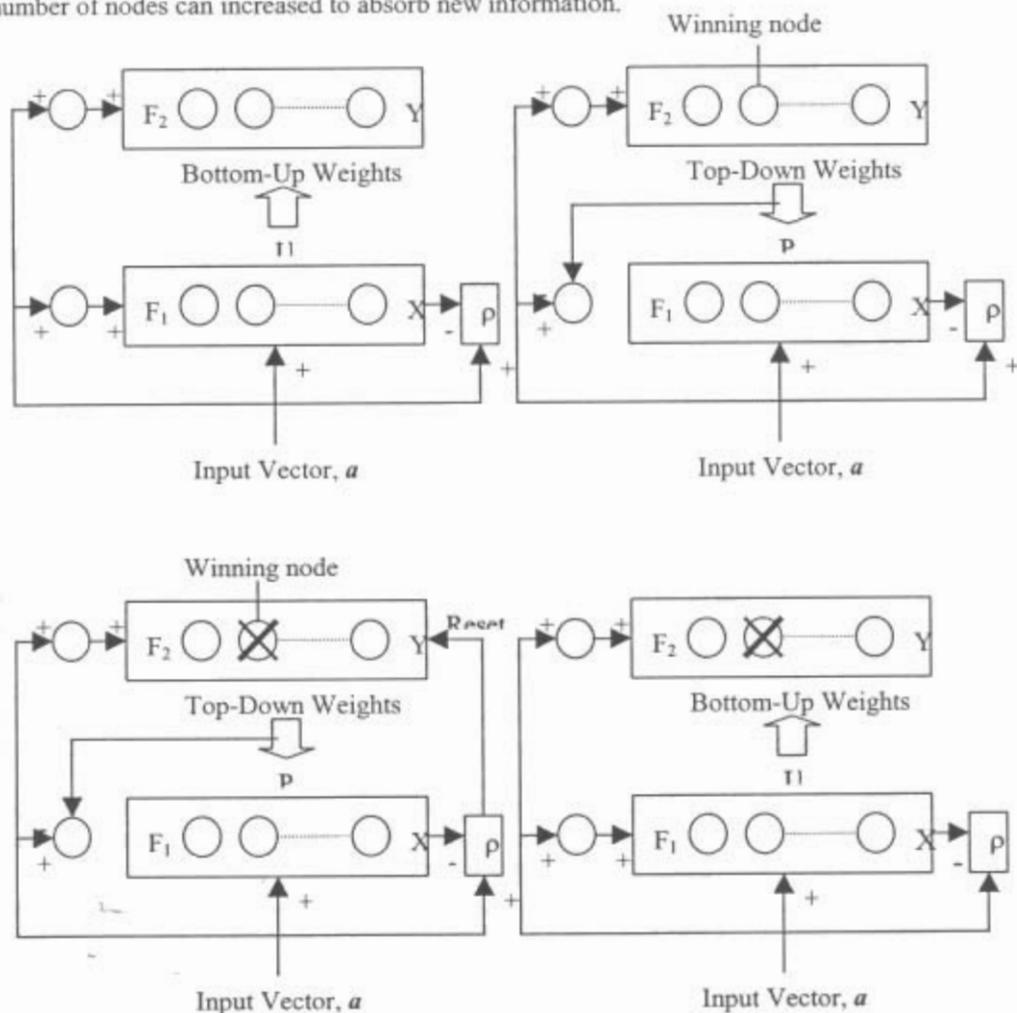 number of nodes can increased to absorb new information.
Winning node
+ + F₂ Y
+ + F₂ Y
Bottom-Up Weights
Top-Down Weights
U
P
F₁ X ρ
F₁ X ρ
+ + -
+ -
+ +
+ +
Input Vector, a
Input Vector, a
Winning node
+ + F₂ Y Reset
+ + F₂ Y
Top-Down Weights
Bottom-Up Weights
P
U
F₁ X ρ
F₁ X ρ
+ -
+ + -
+ +
+
Input Vector, a
Input Vector, a